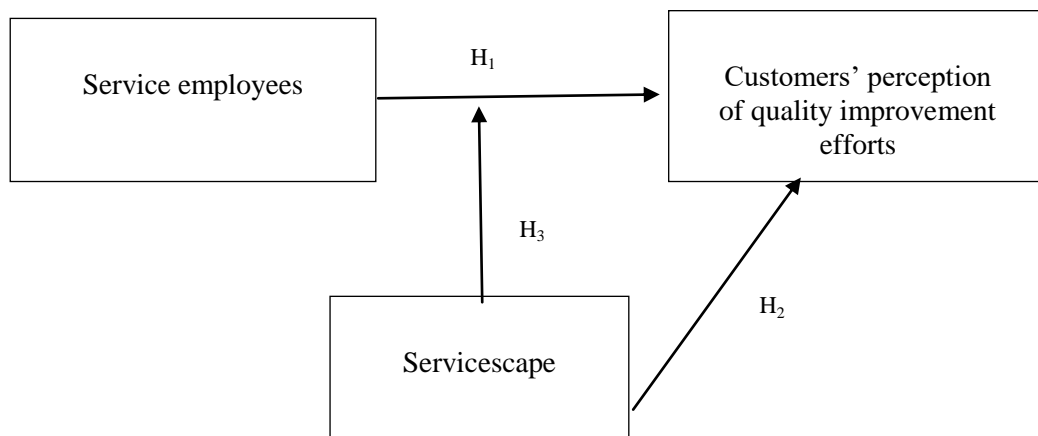 H₁
Service employees
Customers’ perception
of quality improvement
efforts
H₃
H₂
Servicescape